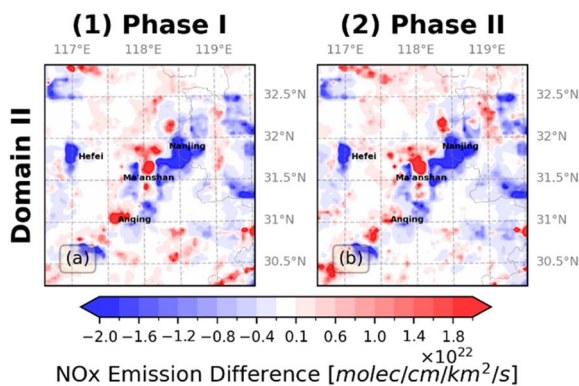 (1) Phase I (2) Phase II
117°E 118°E 119°E 117°E 118°E 119°E
Domain II
32.5°N 32.5°N
32°N 32°N
Nanjing Nanjing
Hefei Hefei
31.5°N 31.5°N
Ma'anshan Ma'anshan
31°N 31°N
Anqing Anqing
30.5°N 30.5°N
(a) (b)
−2.0 −1.6 −1.2 −0.8 −0.4 0.1 0.6 1.0 1.4 1.8
×10²²
NOx Emission Difference [molec/cm/km²/s]